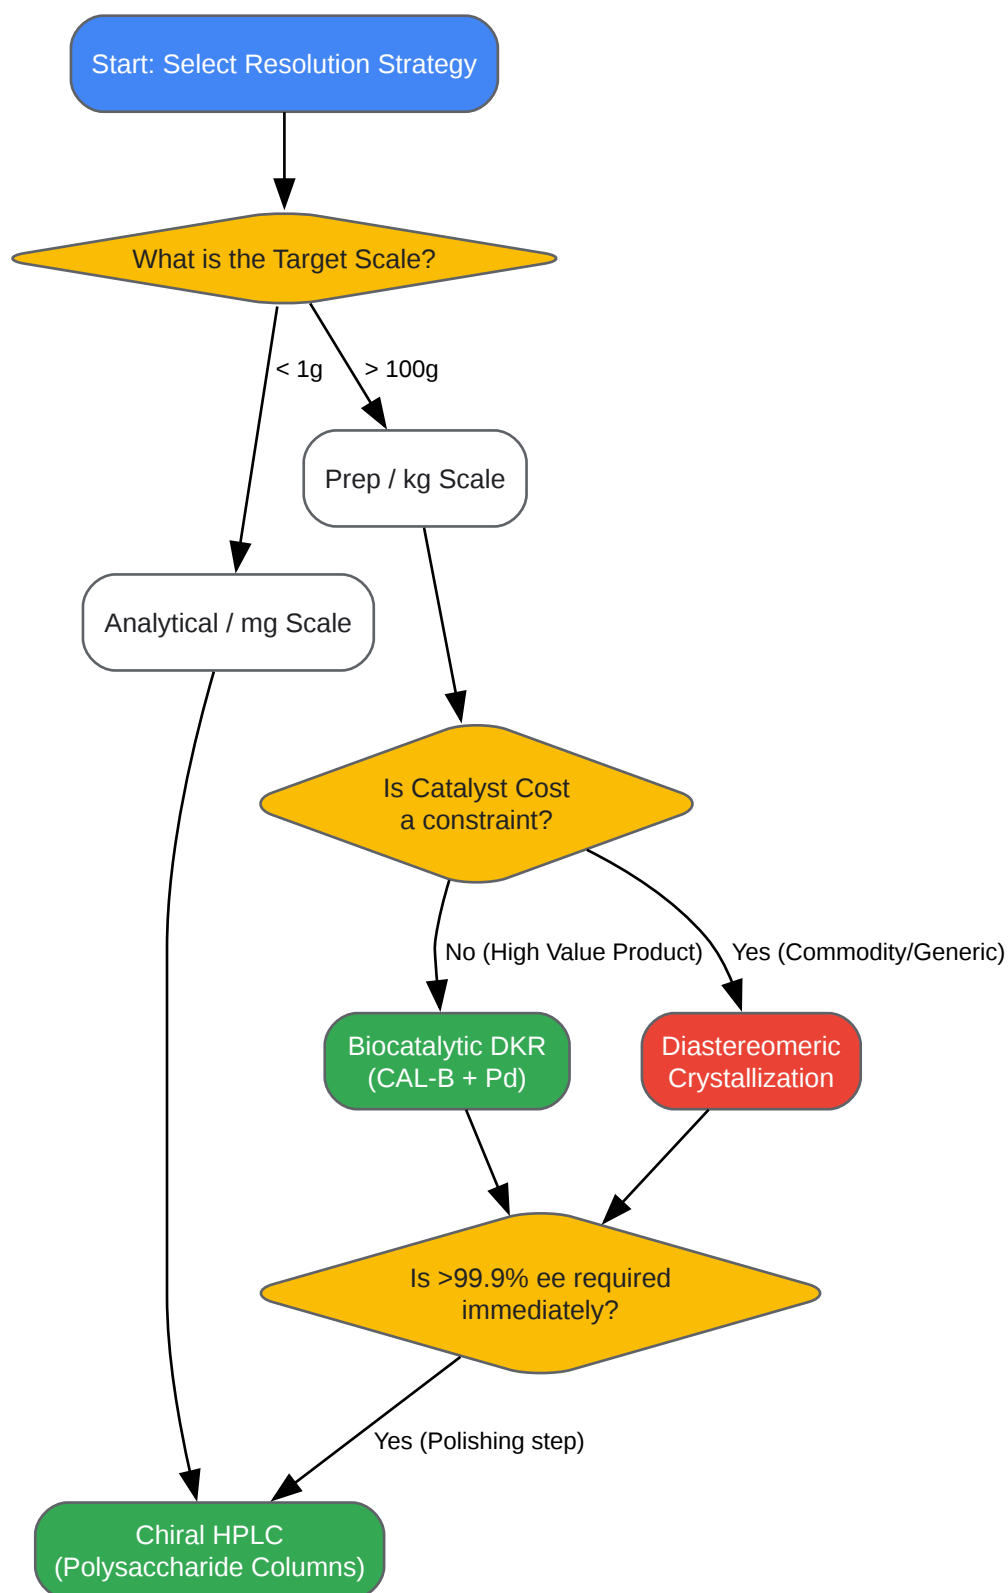 Start: Select Resolution Strategy
What is the Target Scale?
< 1g
> 100g
Prep / kg Scale
Analytical / mg Scale
Is Catalyst Cost
a constraint?
No (High Value Product)
Yes (Commodity/Generic)
Biocatalytic DKR
(CAL-B + Pd)
Diastereomeric
Crystallization
Is >99.9% ee required
immediately?
Yes (Polishing step)
Chiral HPLC
(Polysaccharide Columns)